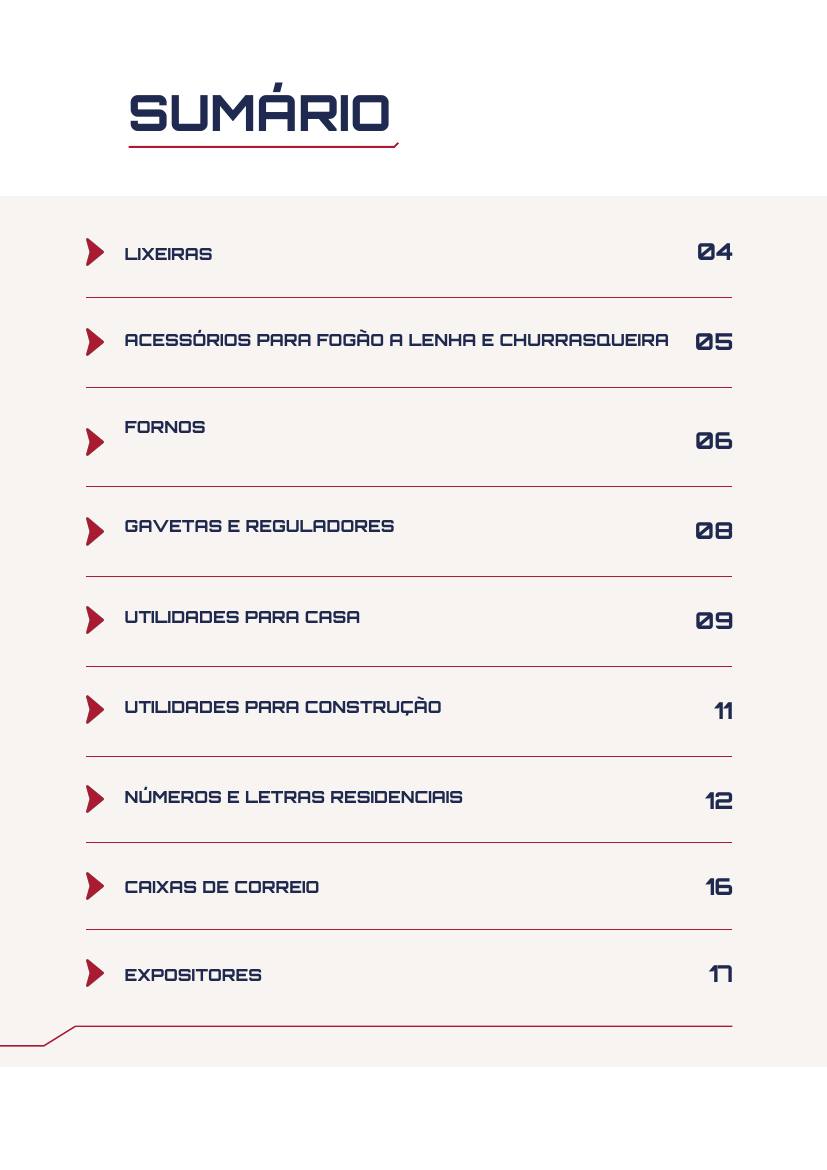 SUMÁRIO
LIXEIRAS 04
ACESSÓRIOS PARA FOGÃO A LENHA E CHURRASQUEIRA 05
FORNOS 06
GAVETAS E REGULADORES 08
UTILIDADES PARA CASA 09
UTILIDADES PARA CONSTRUÇÃO 11
NÚMEROS E LETRAS RESIDENCIAIS 12
CAIXAS DE CORREIO 16
EXPOSITORES 17